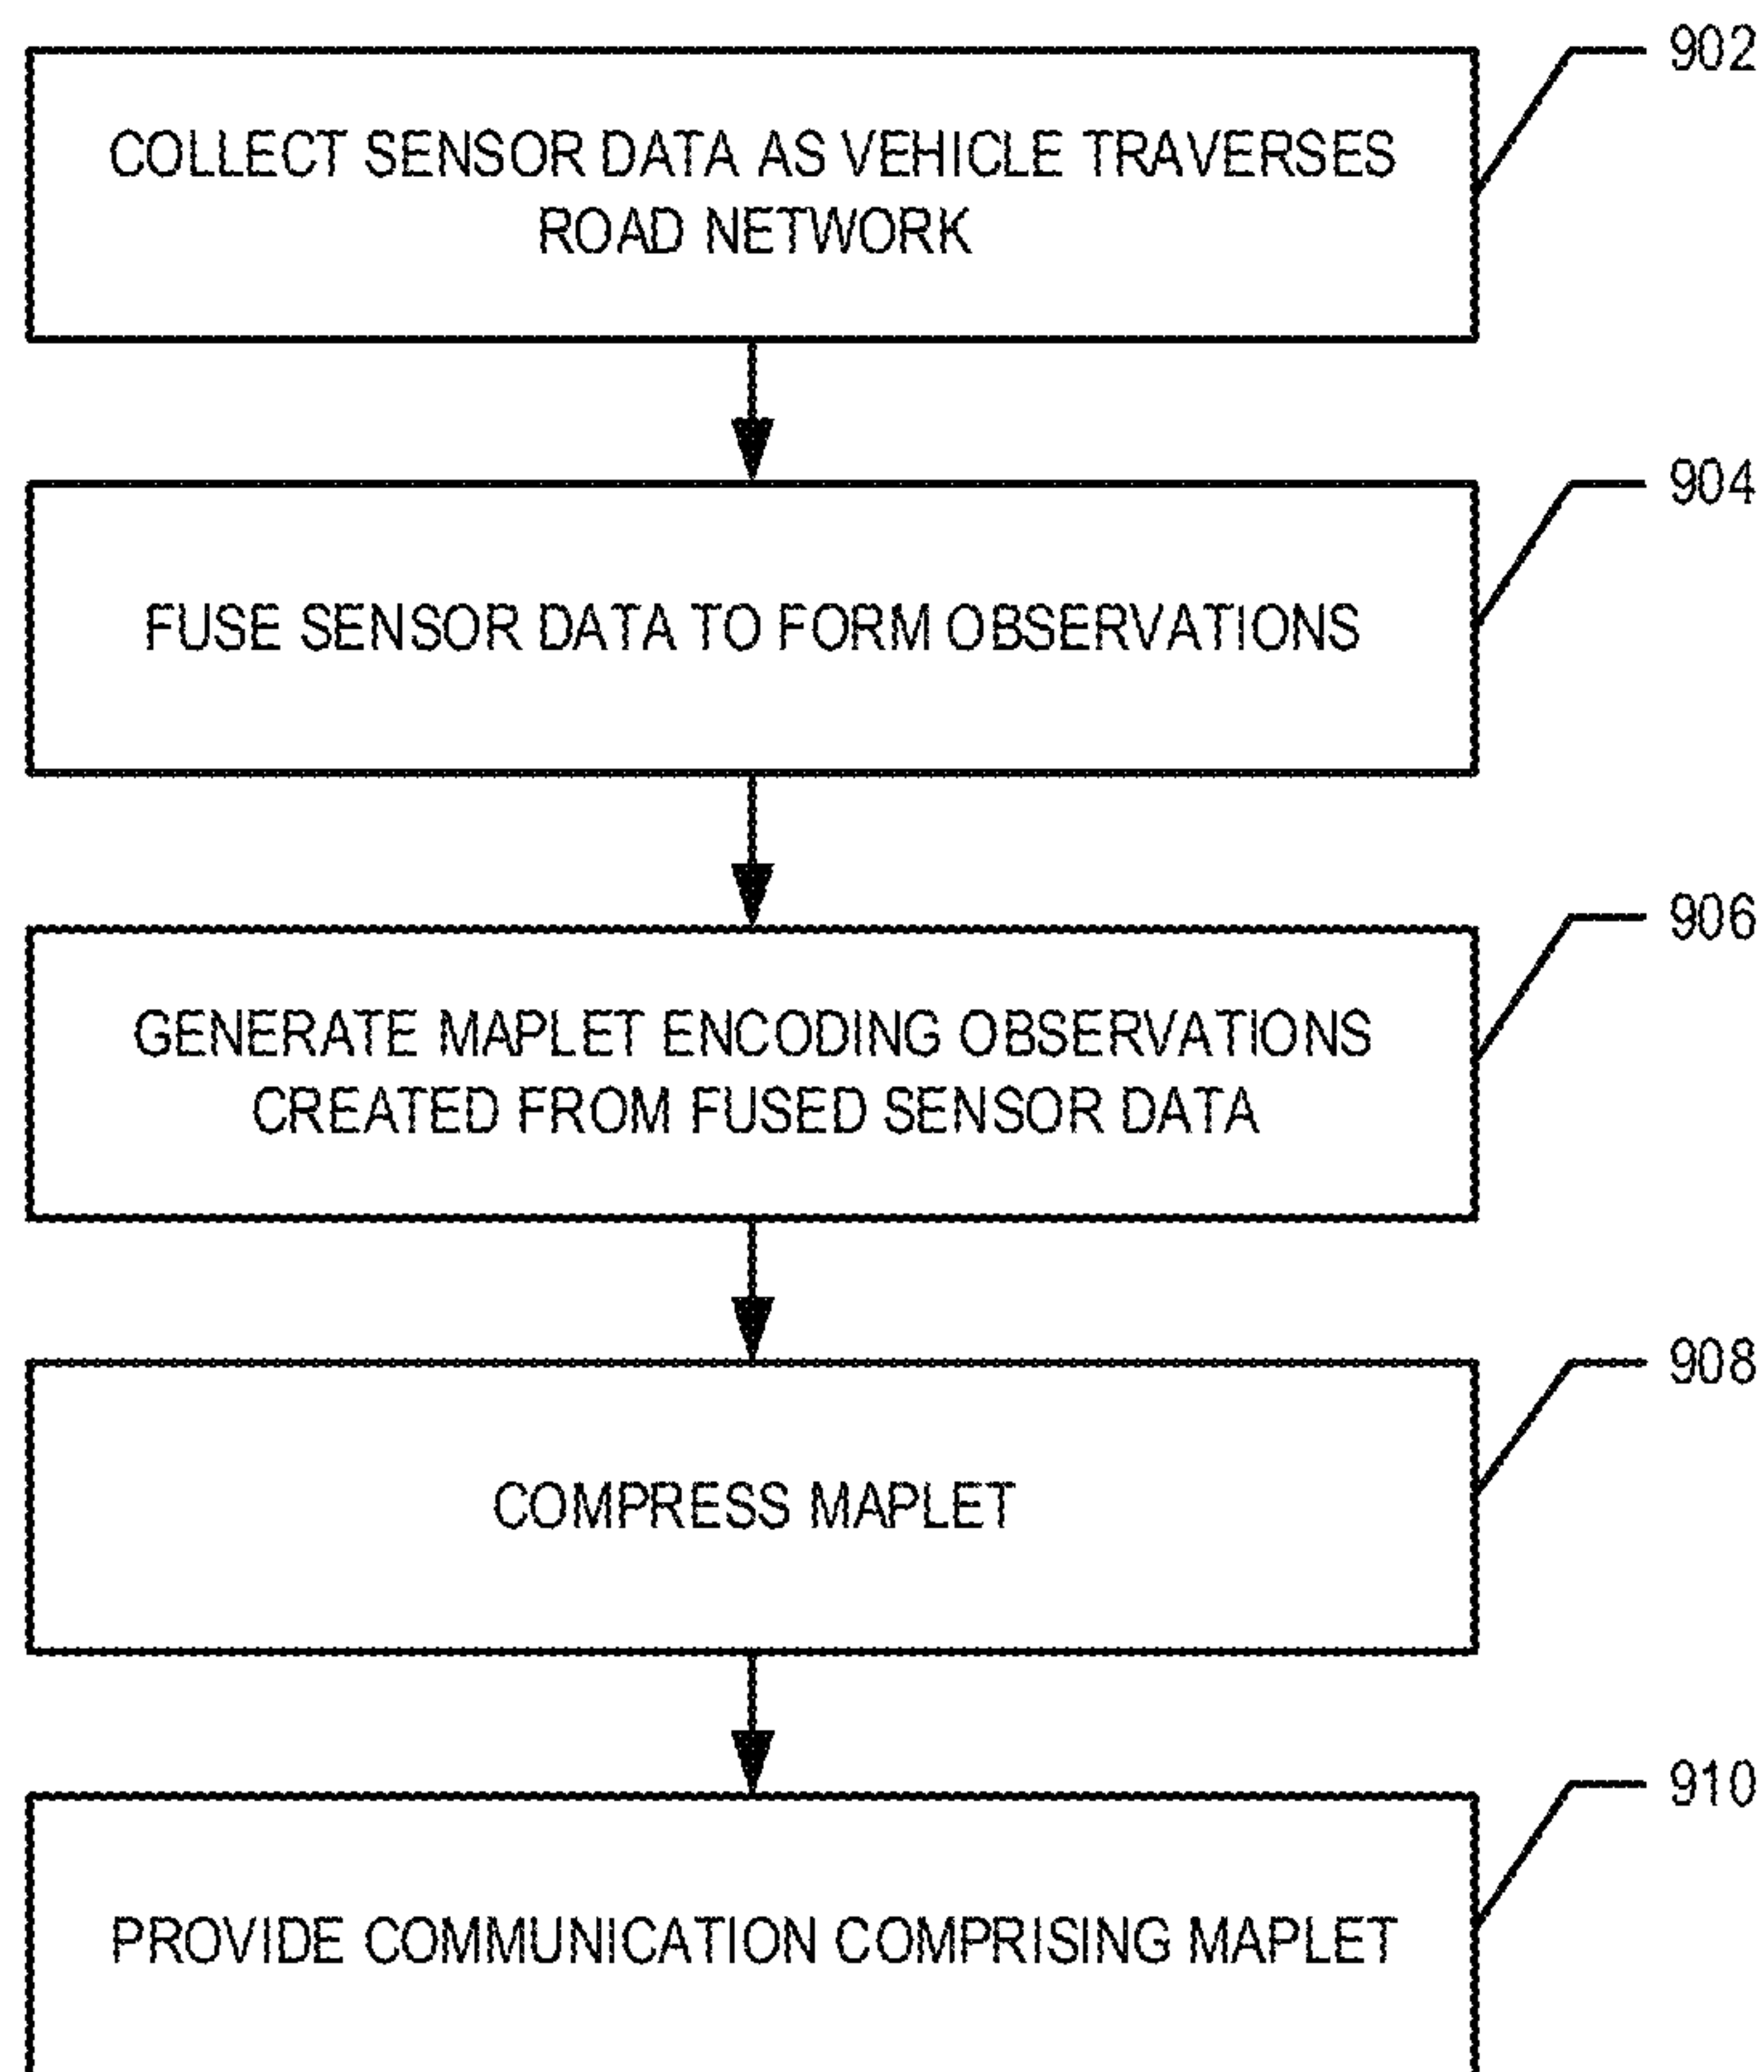 902
COLLECT SENSOR DATA AS VEHICLE TRAVERSES
ROAD NETWORK
904
FUSE SENSOR DATA TO FORM OBSERVATIONS
906
GENERATE MAPLET ENCODING OBSERVATIONS
CREATED FROM FUSED SENSOR DATA
908
COMPRESS MAPLET
910
PROVIDE COMMUNICATION COMPRISING MAPLET